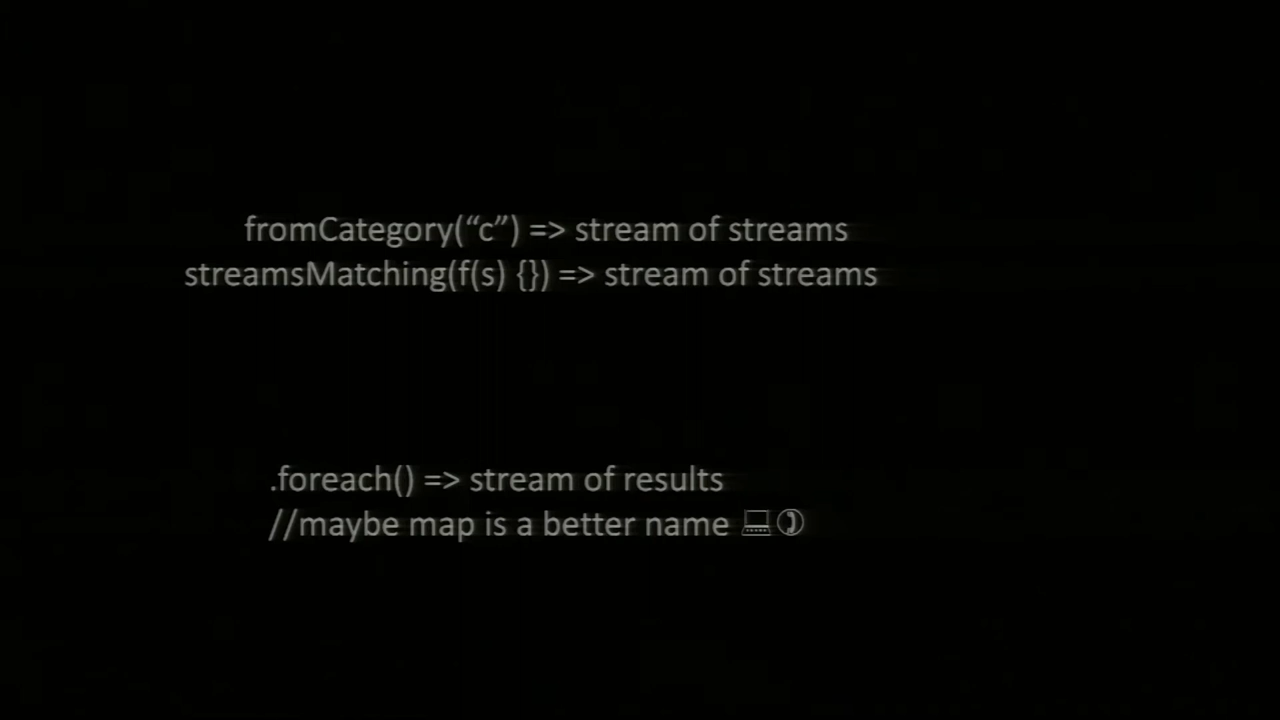 fromCategory(“c”) => stream of streams
streamsMatching(f(s) {}) => stream of streams
.foreach() => stream of results
//maybe map is a better name 💻🕽